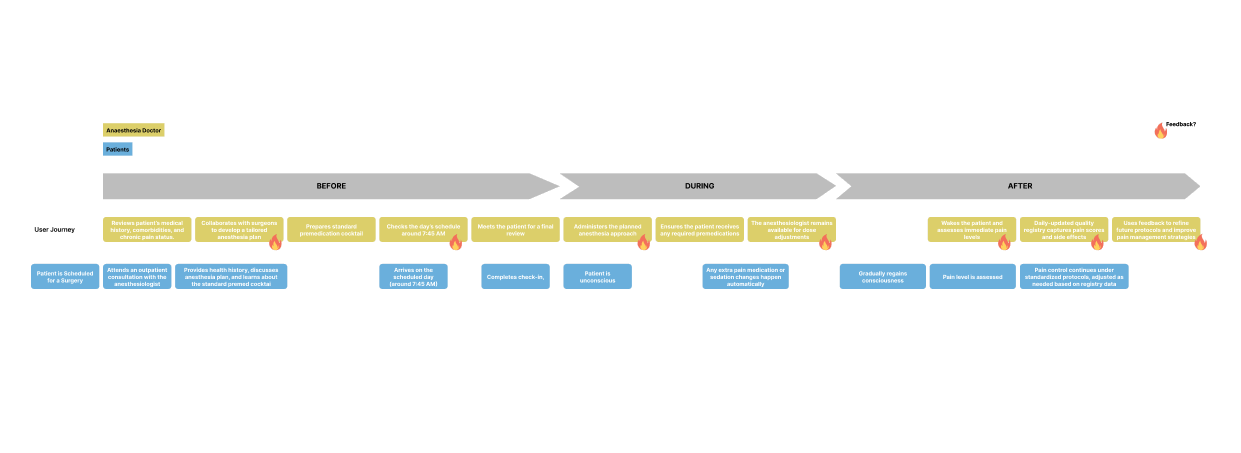 Anaesthesia Doctor
Feedback?
Patients
BEFORE
DURING
AFTER
User Journey
Reviews patient's medical
history, comorbidities, and
chronic pain status.
Collaborates with surgeons
to develop a tailored
anesthesia plan
Prepares standard
premedication cocktail
Checks the day's schedule
around 7:45 AM
Meets the patient for a final
review
Administers the planned
anesthesia approach
Ensures the patient receives
any required premedications
The anesthesiologist remains
available for dose
adjustments
Wakes the patient and
assesses immediate pain
levels
Daily-updated quality
registry captures pain scores
and side effects
Uses feedback to refine
future protocols and improve
pain management strategies
Patient is Scheduled
for a Surgery
Attends an outpatient
consultation with the
anesthesiologist
Provides health history, discusses
anesthesia plan, and learns about
the standard premed cocktai
Arrives on the
scheduled day
(around 7:45 AM)
Completes check-in,
Patient is
unconscious
Any extra pain medication or
sedation changes happen
automatically
Gradually regains
consciousness
Pain level is assessed
Pain control continues under
standardized protocols, adjusted as
needed based on registry data